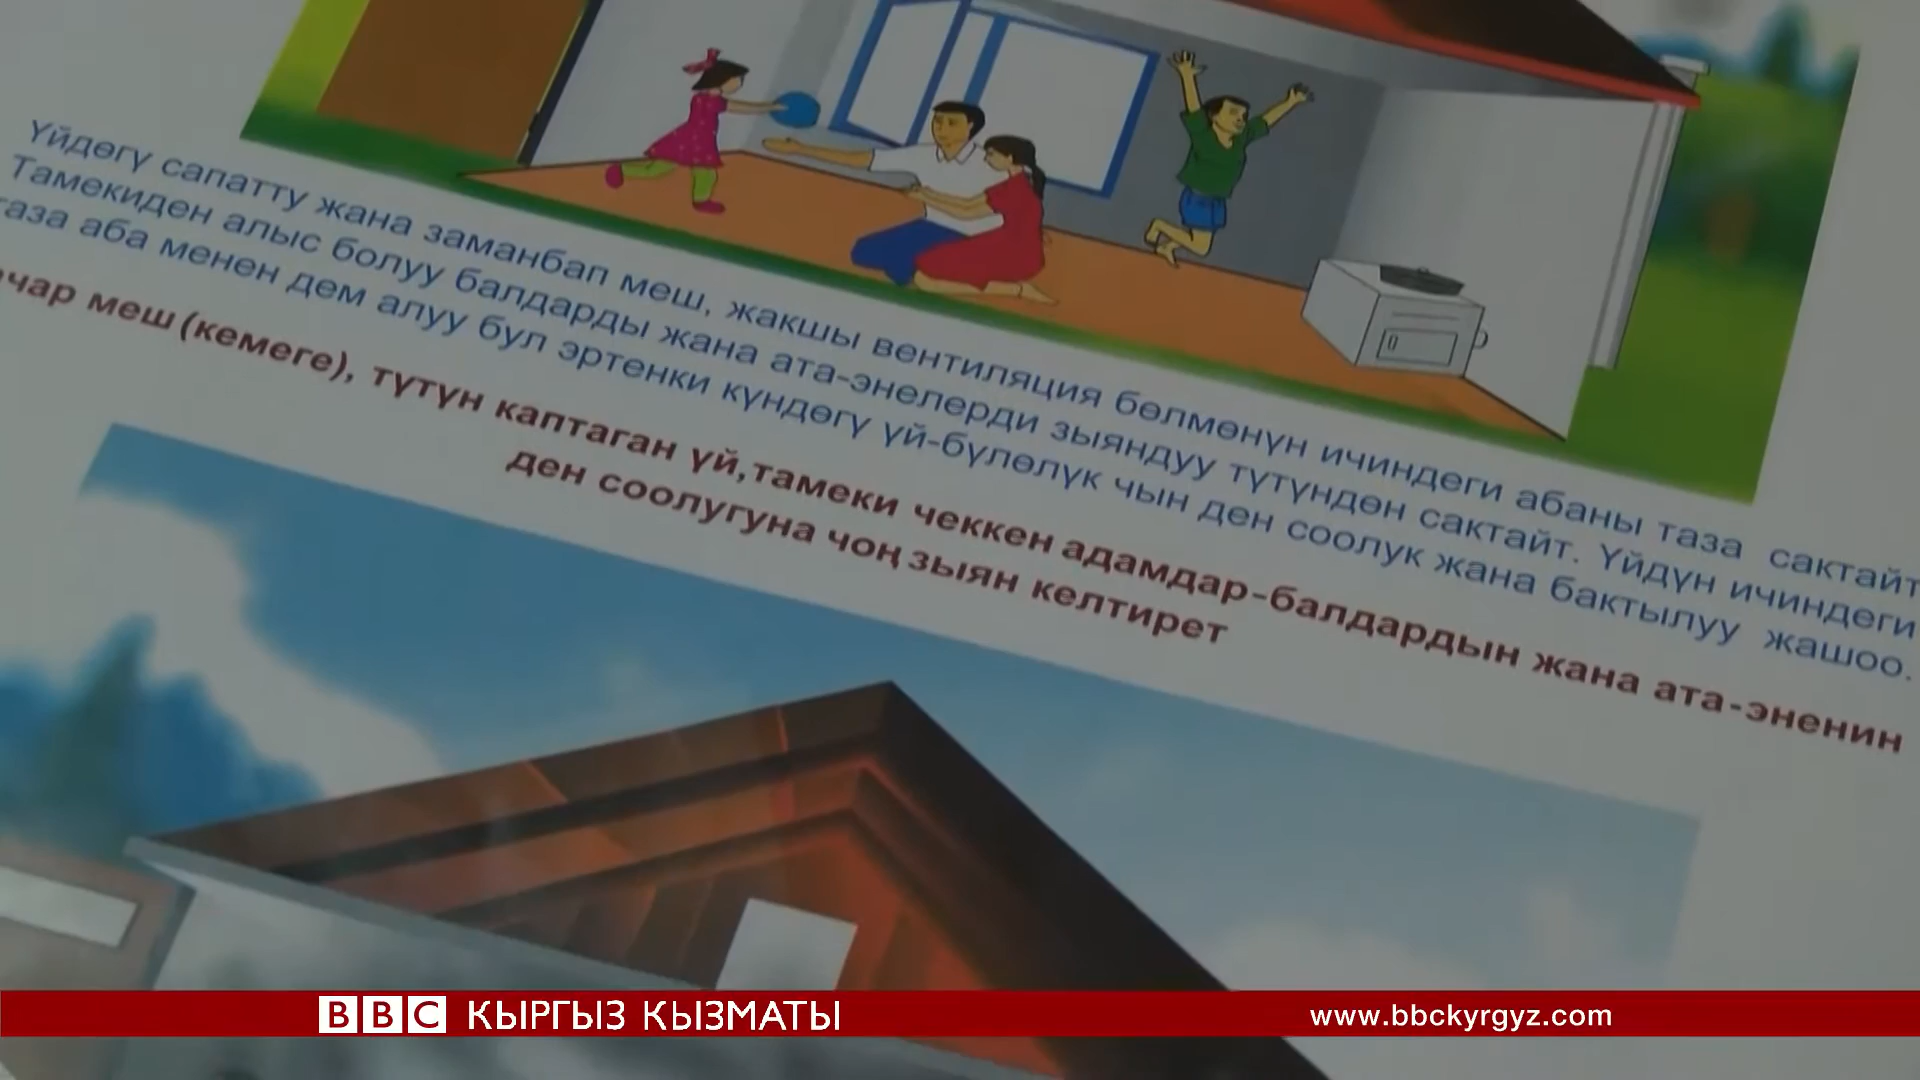 Үйдөгү сапатту жана заманбап меш, жакшы вентиляция бөлмөнүн ичиндеги абаны таза сактайт
Тамекиден алыс болуу балдарды жана ата-энелерди зыяндуу түтүндөн сактайт. Үйдүн ичиндеги
таза аба менен дем алуу бул эртенки күндөгү үй-бүлөлүк чын ден соолук жана бактылуу жашоо.
меш (кемеге), түтүн каптаган үй, тамеки чеккен адамдар-балдардын жана ата-эненин
ден соолугуна чоң зыян келтирет
BBC КЫРГЫЗ КЫЗМАТЫ
www.bbckyrgyz.com